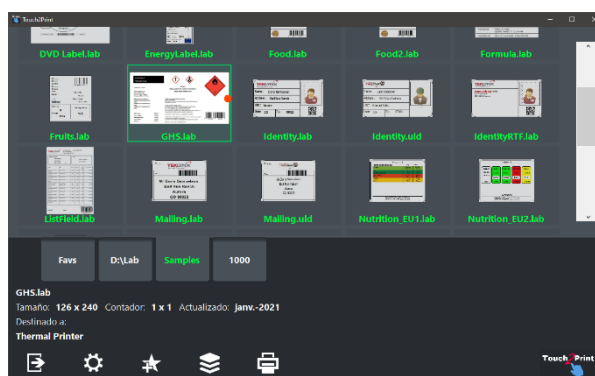 Touch2Print
DVD Label.lab EnergyLabel.lab Food.lab Food2.lab Formula.lab
Fruits.lab GHS.lab Identity.lab Identity.uld IdentityRTF.lab
ListField.lab Mailing.lab Mailing.uld Nutrition_EU1.lab Nutrition_EU2.lab
Favs D:\Lab Samples 1000
GHS.lab
Tamaño: 126 x 240 Contador: 1 x 1 Actualizado: janv.-2021
Destinado a:
Thermal Printer
Touch2Print